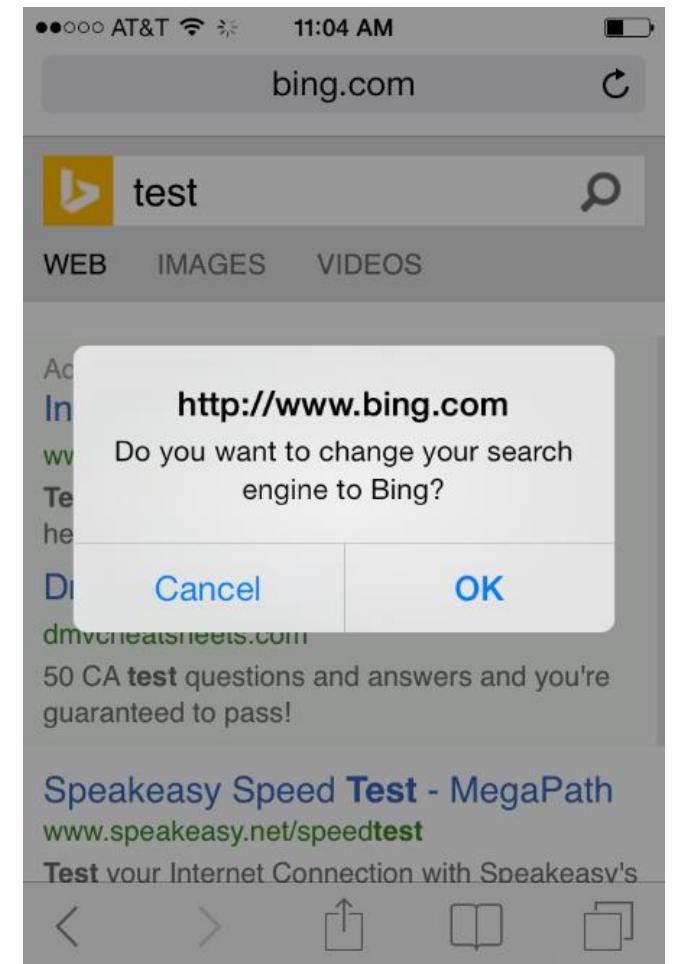 AT&T 11:04 AM
bing.com
test
WEB IMAGES VIDEOS
http://www.bing.com
Do you want to change your search
engine to Bing?
Cancel OK
dmvcheatsheets.com
50 CA test questions and answers and you're
guaranteed to pass!
Speakeasy Speed Test - MegaPath
www.speakeasy.net/speedtest
Test your Internet Connection with Speakeasy's